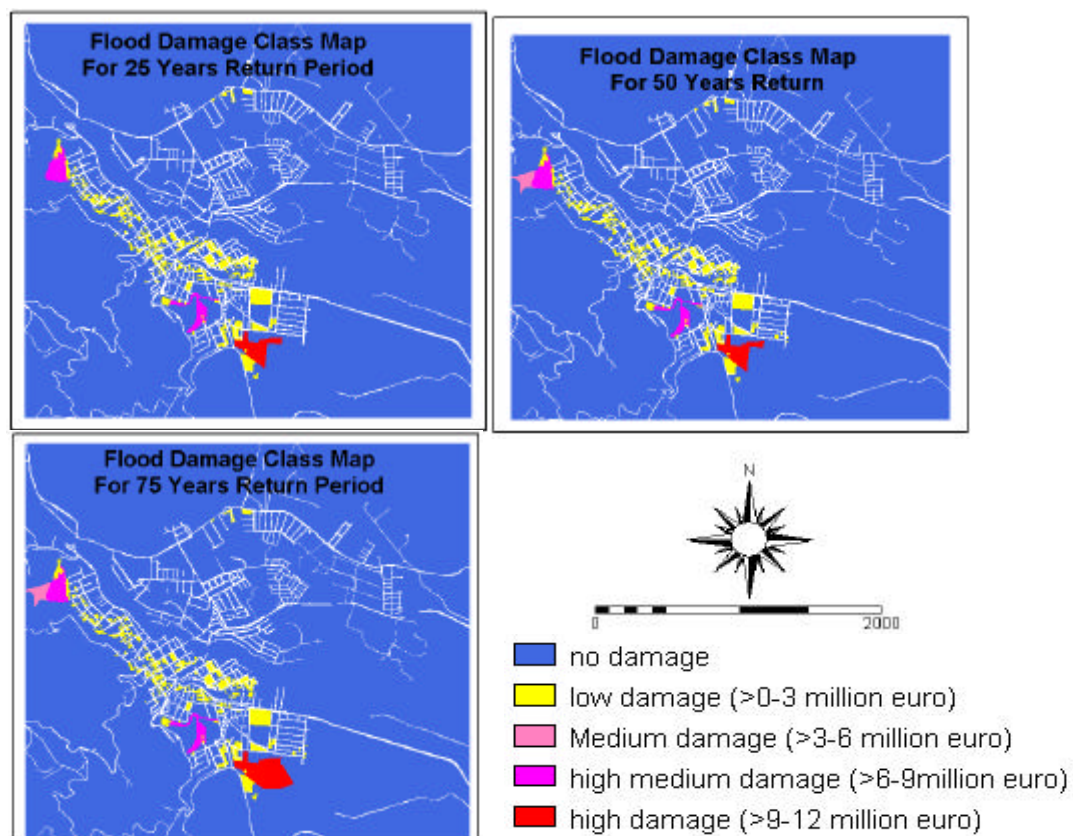 Flood Damage Class Map
For 25 Years Return Period
Flood Damage Class Map
For 50 Years Return
Flood Damage Class Map
For 75 Years Return Period
N
0 2000
no damage
low damage (>0-3 million euro)
Medium damage (>3-6 million euro)
high medium damage (>6-9million euro)
high damage (>9-12 million euro)